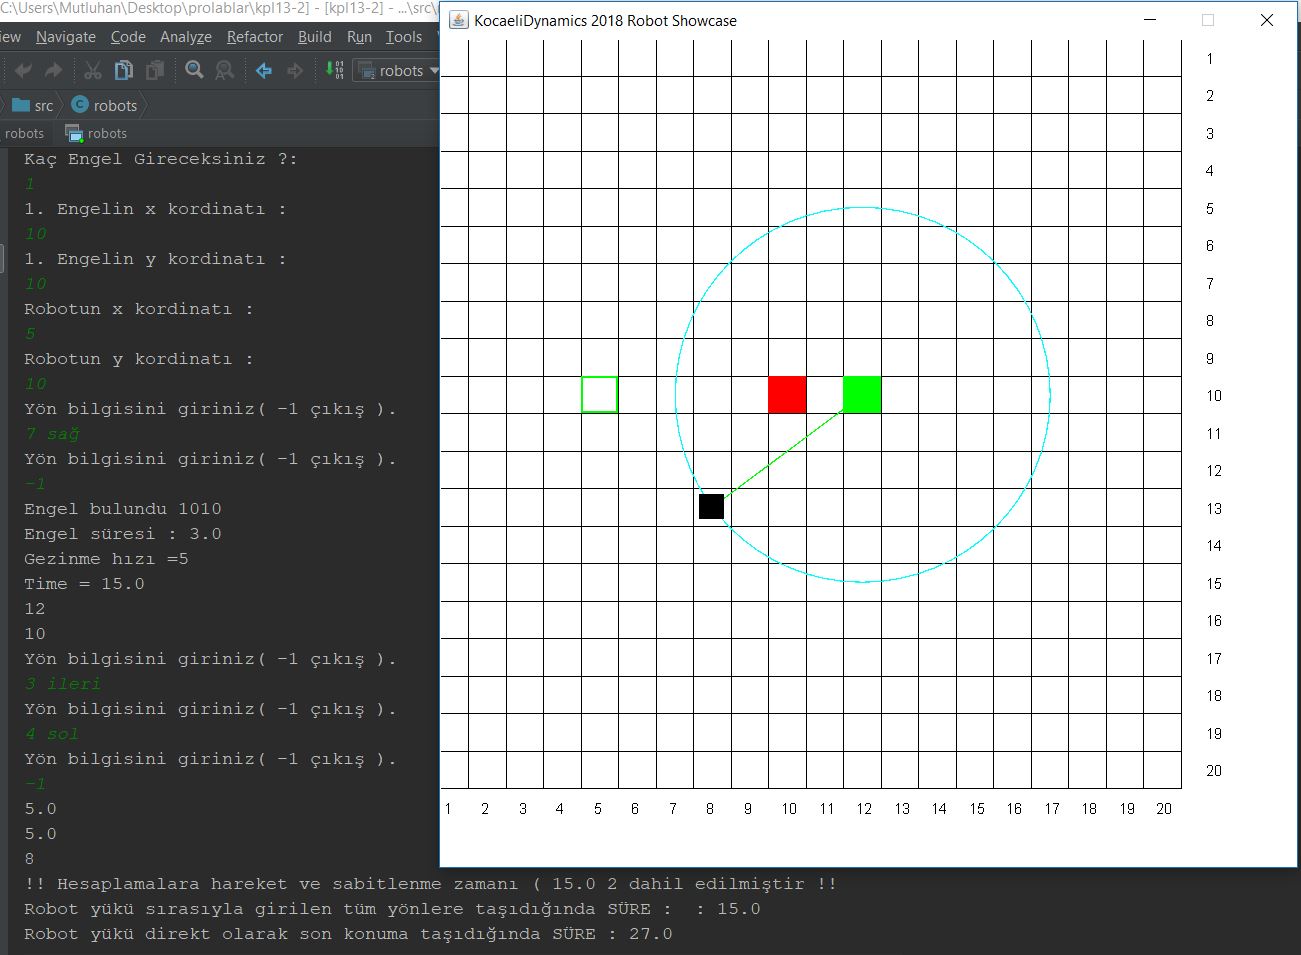 C:\Users\Mutluhan\Desktop\prolablar\kpl13-2] - [kpl13-2] - ...\src\
KocaeliDynamics 2018 Robot Showcase
iew Navigate Code Analyze Refactor Build Run Tools
robots
src robots
robots robots
Kaç Engel Gireceksiniz ?:
1
1. Engelin x kordinatı :
10
1. Engelin y kordinatı :
10
Robotun x kordinatı :
5
Robotun y kordinatı :
10
Yön bilgisini giriniz( -1 çıkış ).
7 sağ
Yön bilgisini giriniz( -1 çıkış ).
-1
Engel bulundu 1010
Engel süresi : 3.0
Gezinme hızı =5
Time = 15.0
12
10
Yön bilgisini giriniz( -1 çıkış ).
3 ileri
Yön bilgisini giriniz( -1 çıkış ).
4 sol
Yön bilgisini giriniz( -1 çıkış ).
-1
5.0
5.0
8
!! Hesaplamalara hareket ve sabitlenme zamanı ( 15.0 2 dahil edilmiştir !!
Robot yükü sırasıyla girilen tüm yönlere taşıdığında SÜRE :  : 15.0
Robot yükü direkt olarak son konuma taşıdığında SÜRE : 27.0
1
2
3
4
5
6
7
8
9
10
11
12
13
14
15
16
17
18
19
20
1 2 3 4 5 6 7 8 9 10 11 12 13 14 15 16 17 18 19 20